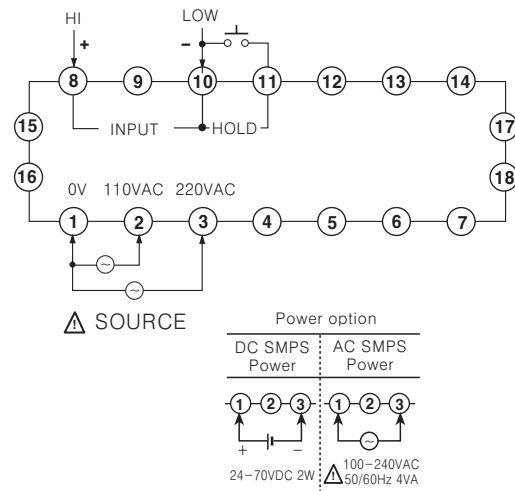 HI LOW
+ −
8 9 10 11 12 13 14
INPUT HOLD
15 17
16 18
0V 110VAC 220VAC
1 2 3 4 5 6 7
SOURCE
Power option
DC SMPS Power
AC SMPS Power
1 2 3 1 2 3
+ −
24−70VDC 2W
100−240VAC
50/60Hz 4VA